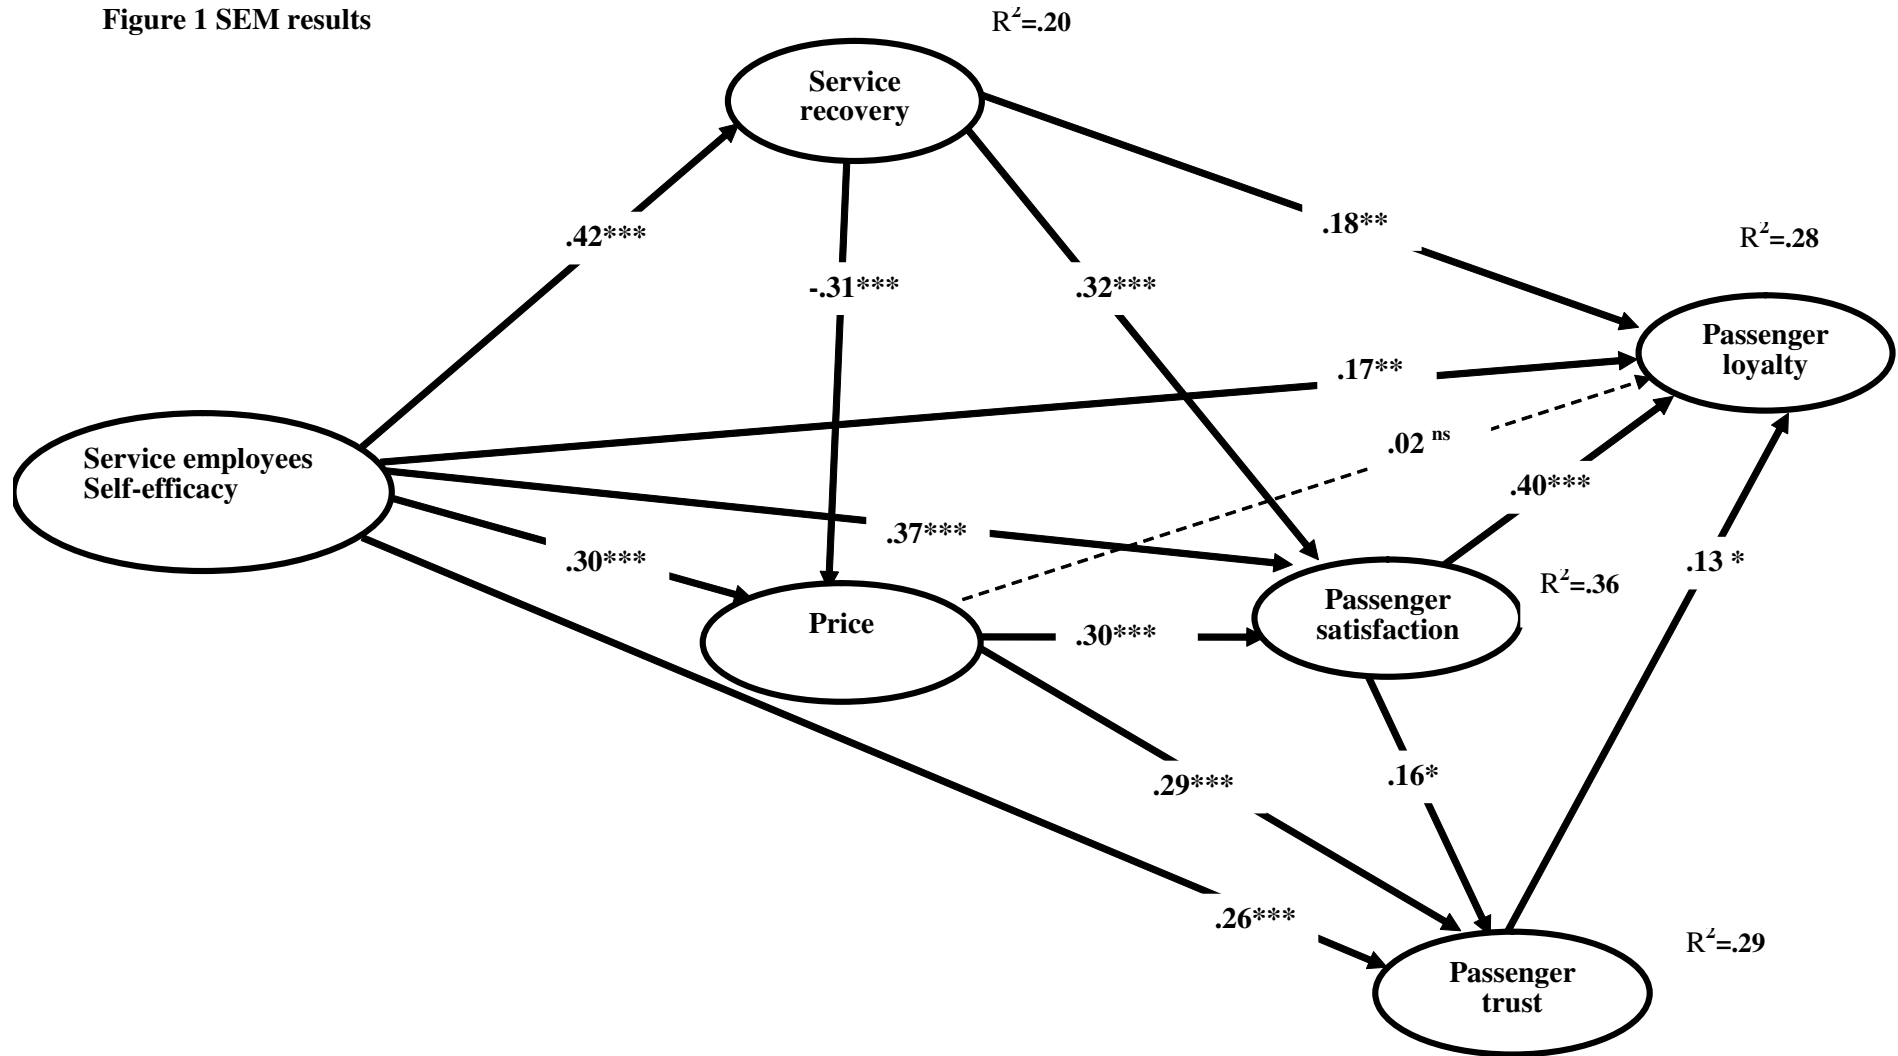 Figure 1 SEM results
R²=.20
Service
recovery
.42***
.18**
R²=.28
-.31***
.32***
Passenger
loyalty
.17**
.02 ns
Service employees
Self-efficacy
.40***
.37***
.30***
.13 *
R²=.36
Passenger
satisfaction
Price
.30***
.29***
.16*
.26***
R²=.29
Passenger
trust